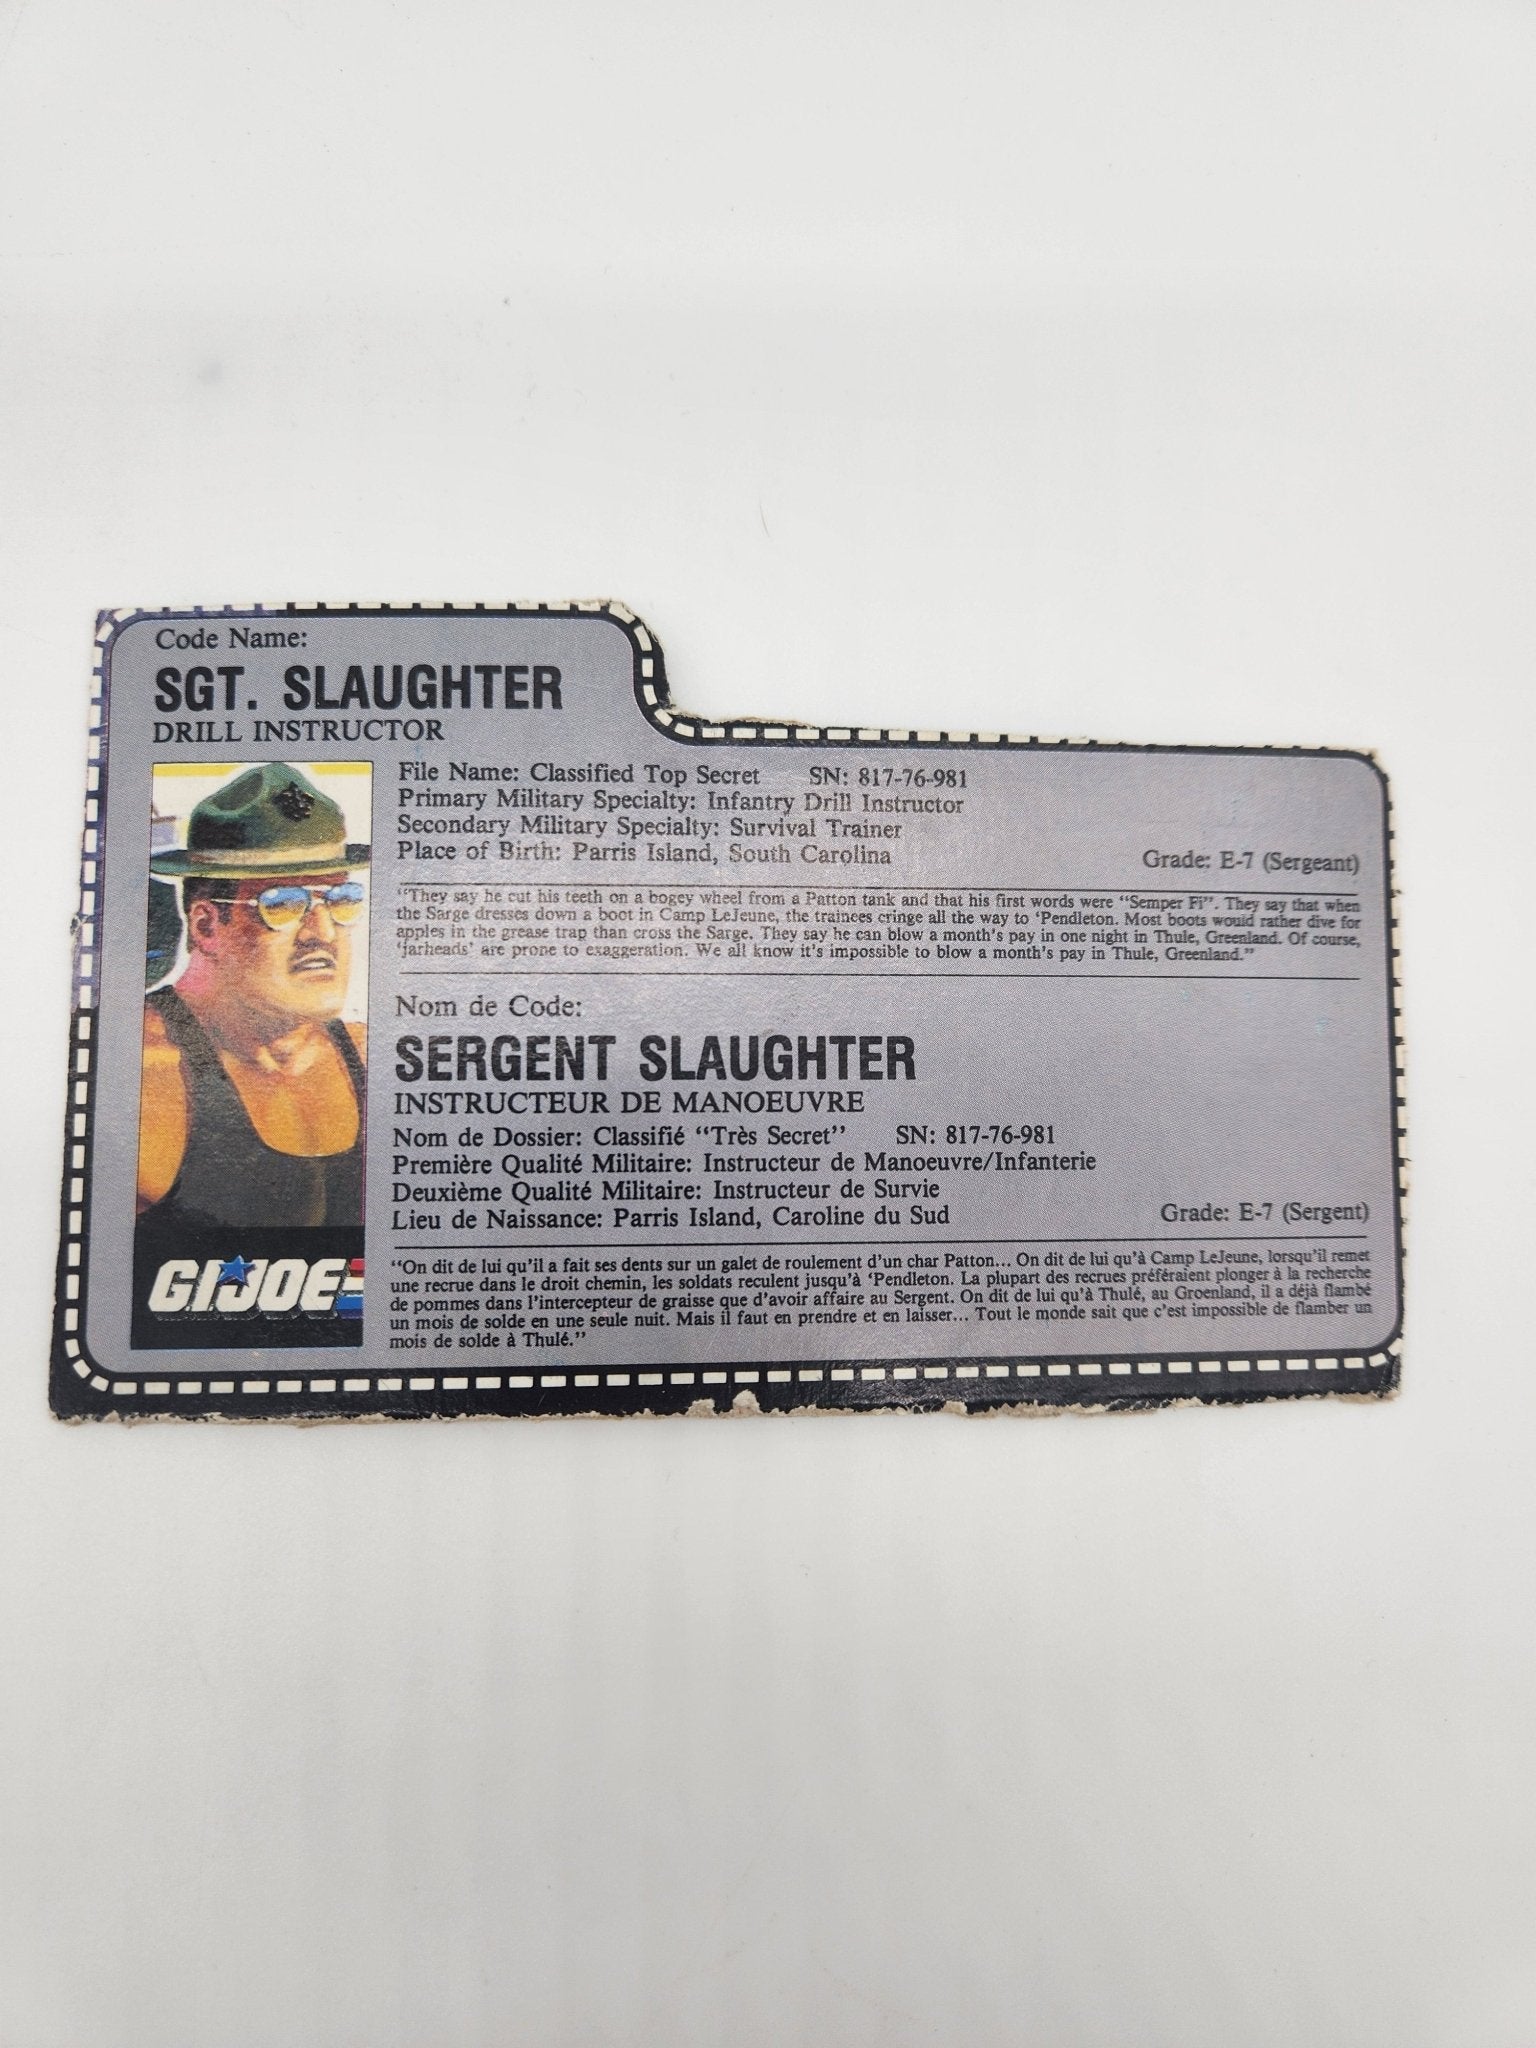 Code Name:
SGT. SLAUGHTER
DRILL INSTRUCTOR
File Name: Classified Top Secret SN: 817-76-981
Primary Military Specialty: Infantry Drill Instructor
Secondary Military Specialty: Survival Trainer
Place of Birth: Parris Island, South Carolina Grade: E-7 (Sergeant)
"They say he cut his teeth on a bogey wheel from a Patton tank and that his first words were "Semper Fi". They say that when
the Sarge dresses down a boot in Camp LeJeune, the trainees cringe all the way to 'Pendleton. Most boots would rather dive for
apples in the grease trap than cross the Sarge. They say he can blow a month's pay in one night in Thule, Greenland. Of course,
'jarheads' are prone to exaggeration. We all know it's impossible to blow a month's pay in Thule, Greenland."
Nom de Code:
SERGENT SLAUGHTER
INSTRUCTEUR DE MANOEUVRE
Nom de Dossier: Classifié "Très Secret" SN: 817-76-981
Première Qualité Militaire: Instructeur de Manoeuvre/Infanterie
Deuxième Qualité Militaire: Instructeur de Survie
Lieu de Naissance: Parris Island, Caroline du Sud Grade: E-7 (Sergent)
"On dit de lui qu'il a fait ses dents sur un galet de roulement d'un char Patton... On dit de lui qu'à Camp LeJeune, lorsqu'il remet
une recrue dans le droit chemin, les soldats reculent jusqu'à 'Pendleton. La plupart des recrues préféraient plonger à la recherche
de pommes dans l'intercepteur de graisse que d'avoir affaire au Sergent. On dit de lui qu'à Thulé, au Groenland, il a déjà flambé
un mois de solde en une seule nuit. Mais il faut en prendre et en laisser... Tout le monde sait que c'est impossible de flamber un
mois de solde à Thulé."
G.I. JOE